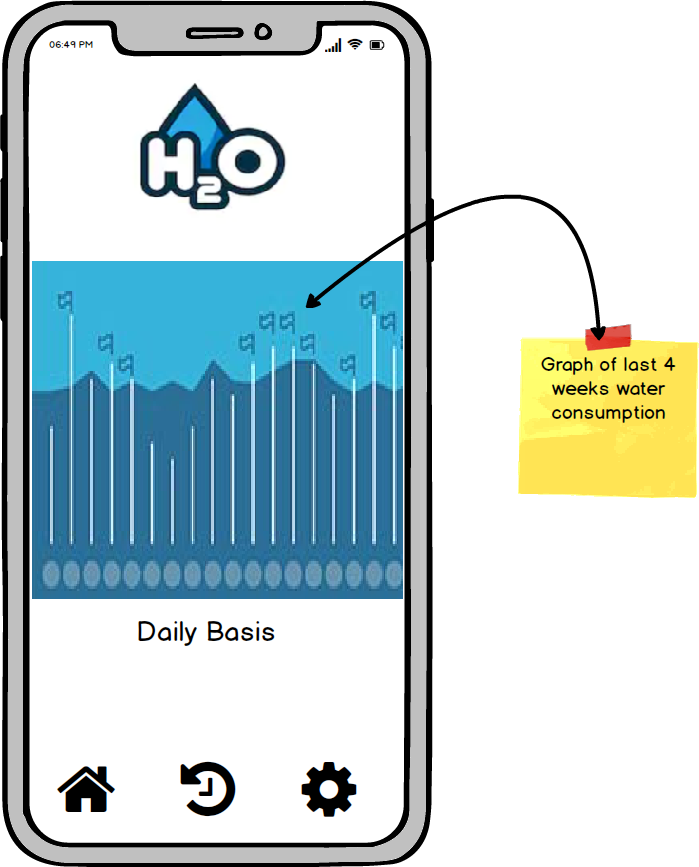 06:49 PM
H2O
Graph of last 4
weeks water
consumption
Daily Basis